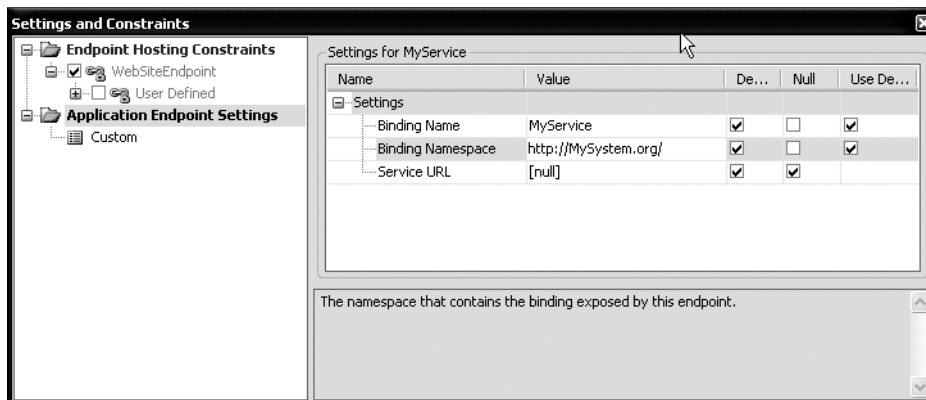 Settings and Constraints
Endpoint Hosting Constraints
WebSiteEndpoint
User Defined
Application Endpoint Settings
Custom
Settings for MyService
Name Value De... Null Use De...
Settings
Binding Name MyService
Binding Namespace http://MySystem.org/
Service URL [null]
The namespace that contains the binding exposed by this endpoint.